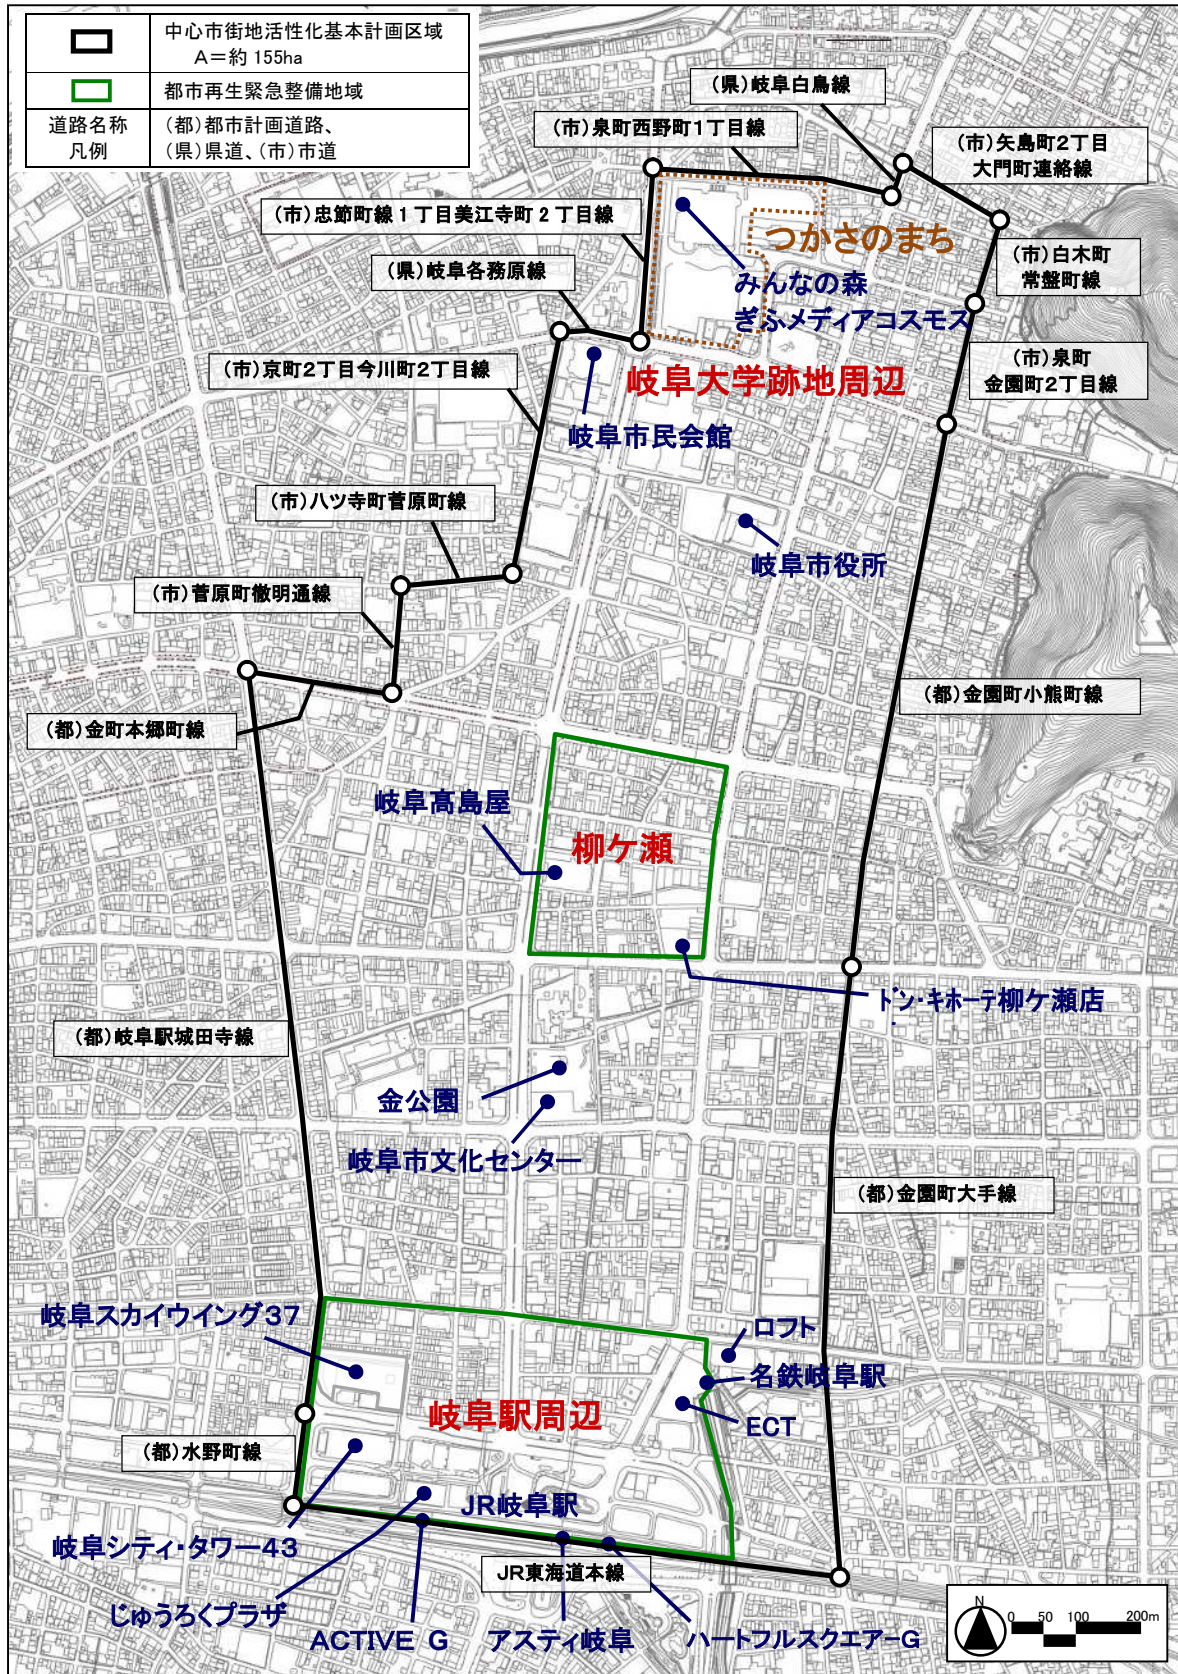 中心市街地活性化基本計画区域
A＝約 155ha
都市再生緊急整備地域
道路名称
凡例
(都)都市計画道路、
(県)県道、(市)市道
(県)岐阜白鳥線
(市)泉町西野町1丁目線
(市)矢島町2丁目
大門町連絡線
(市)忠節町線1丁目美江寺町2丁目線
つかさのまち
(市)白木町
常盤町線
(県)岐阜各務原線
みんなの森
ぎふメディアコスモス
(市)京町2丁目今川町2丁目線
(市)泉町
金園町2丁目線
岐阜大学跡地周辺
岐阜市民会館
(市)八ツ寺町菅原町線
岐阜市役所
(市)菅原町徹明通線
(都)金園町小熊町線
(都)金町本郷町線
岐阜髙島屋
柳ケ瀬
ドン・キホーテ柳ケ瀬店
(都)岐阜駅城田寺線
金公園
岐阜市文化センター
(都)金園町大手線
岐阜スカイウイング37
ロフト
名鉄岐阜駅
岐阜駅周辺
ECT
(都)水野町線
JR岐阜駅
岐阜シティ・タワー43
JR東海道本線
じゅうろくプラザ
ACTIVE G
アスティ岐阜
ハートフルスクエアーG
N
0 50 100 200m